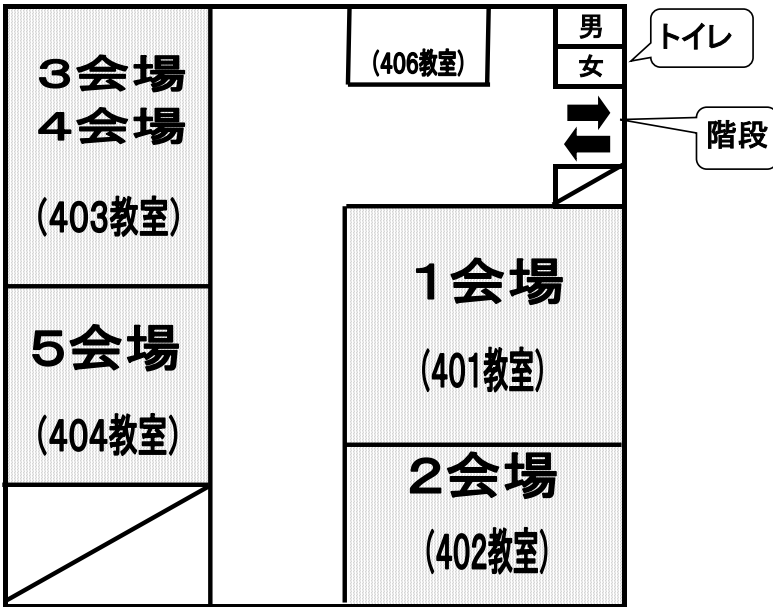 ３会場
４会場
(403教室)
５会場
(404教室)
(406教室)
男
女
トイレ
階段
１会場
(401教室)
２会場
(402教室)